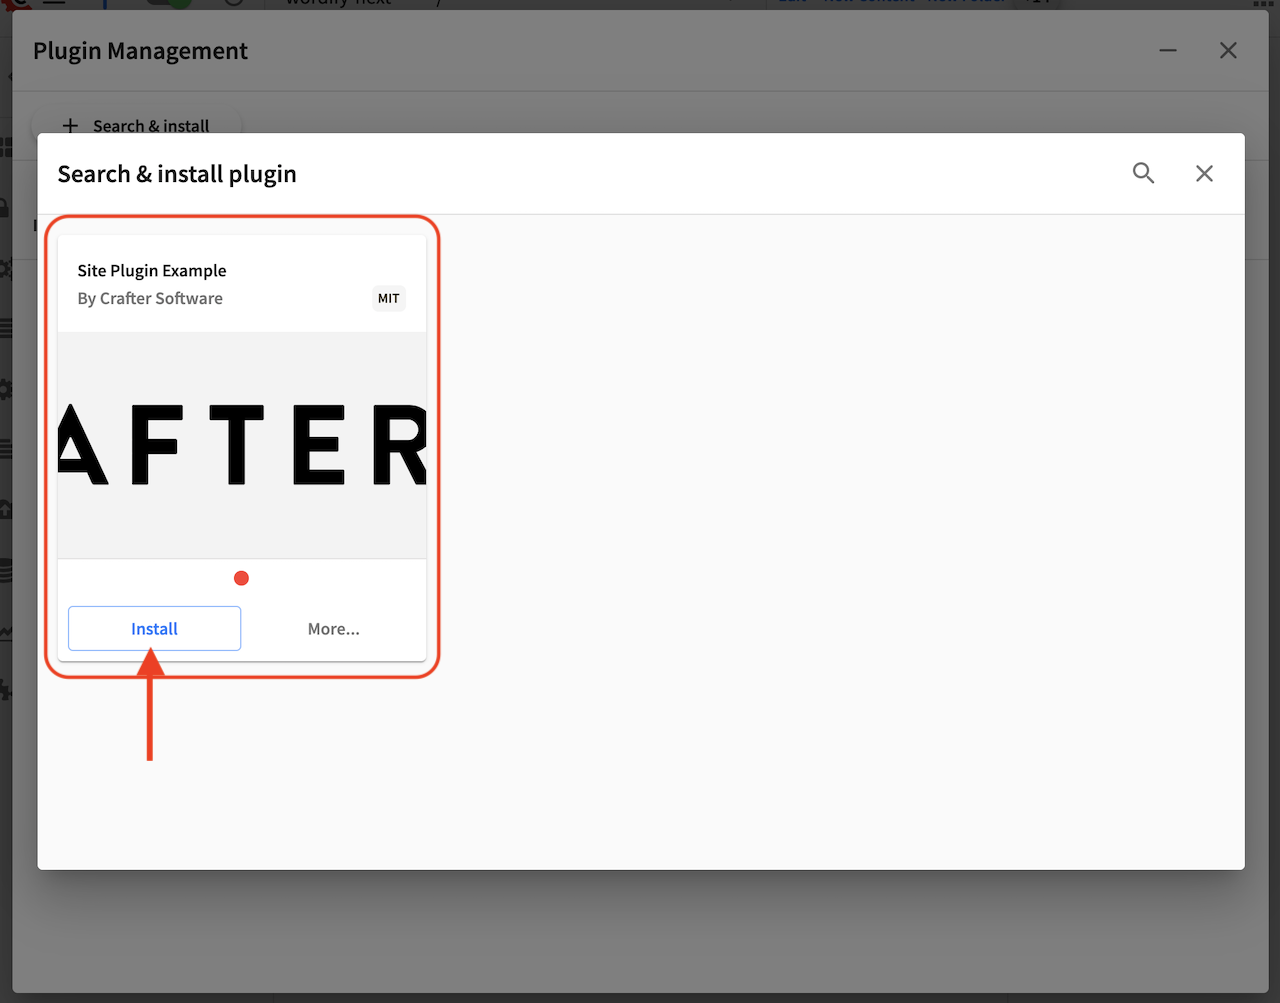 Plugin Management
Search & install
Search & install plugin
Site Plugin Example
By Crafter Software
MIT
AFTER
Install
More...